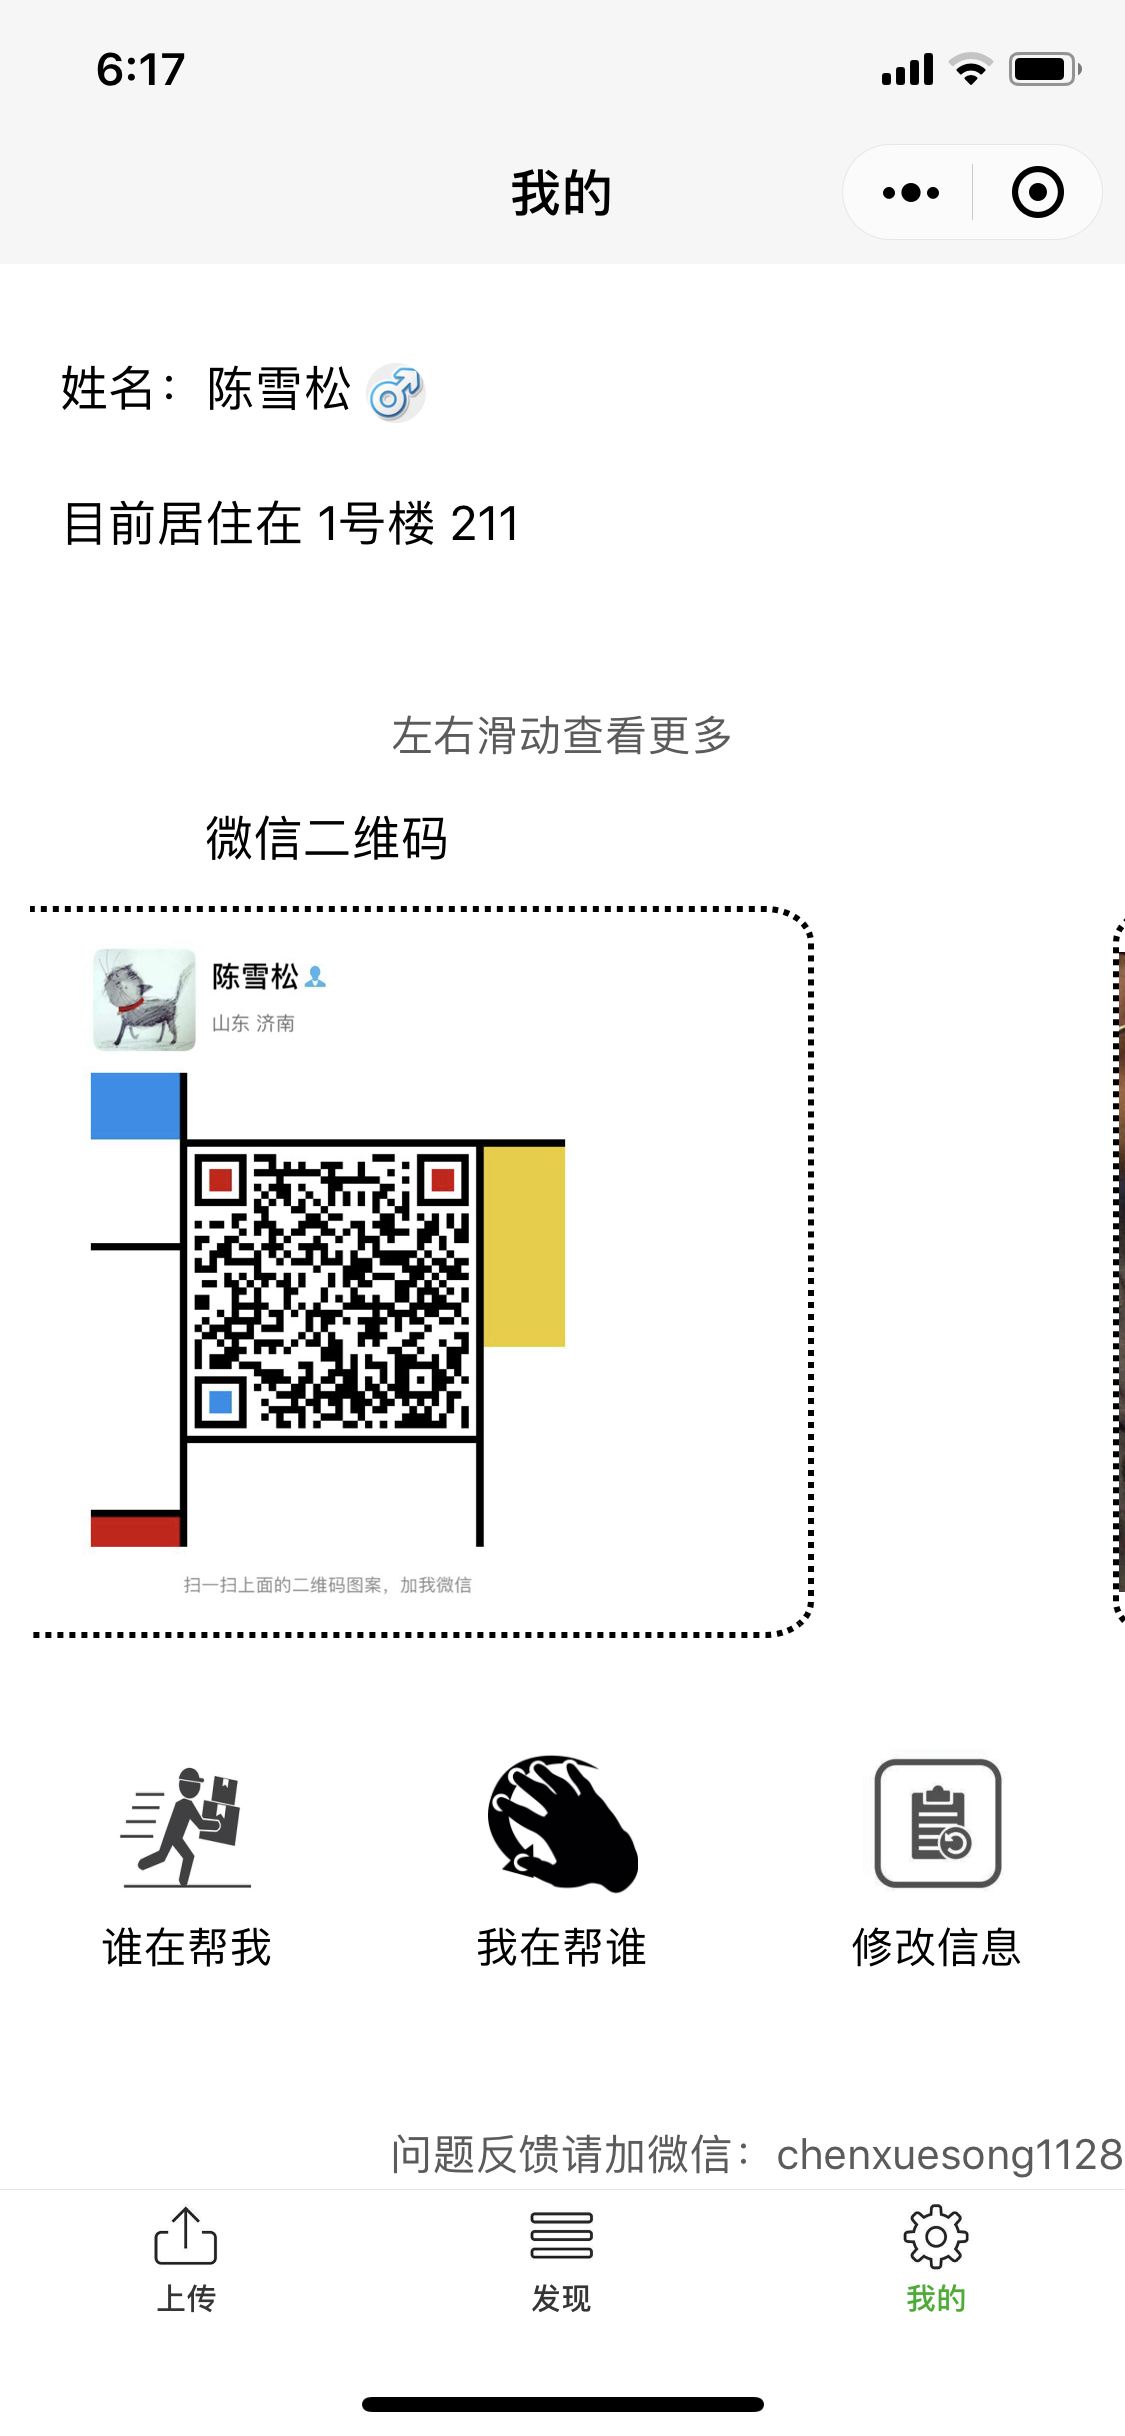 6:17
我的
姓名：陈雪松
目前居住在 1号楼 211
左右滑动查看更多
微信二维码
陈雪松
山东 济南
扫一扫上面的二维码图案，加我微信
谁在帮我
我在帮谁
修改信息
问题反馈请加微信：chenxuesong1128
上传
发现
我的